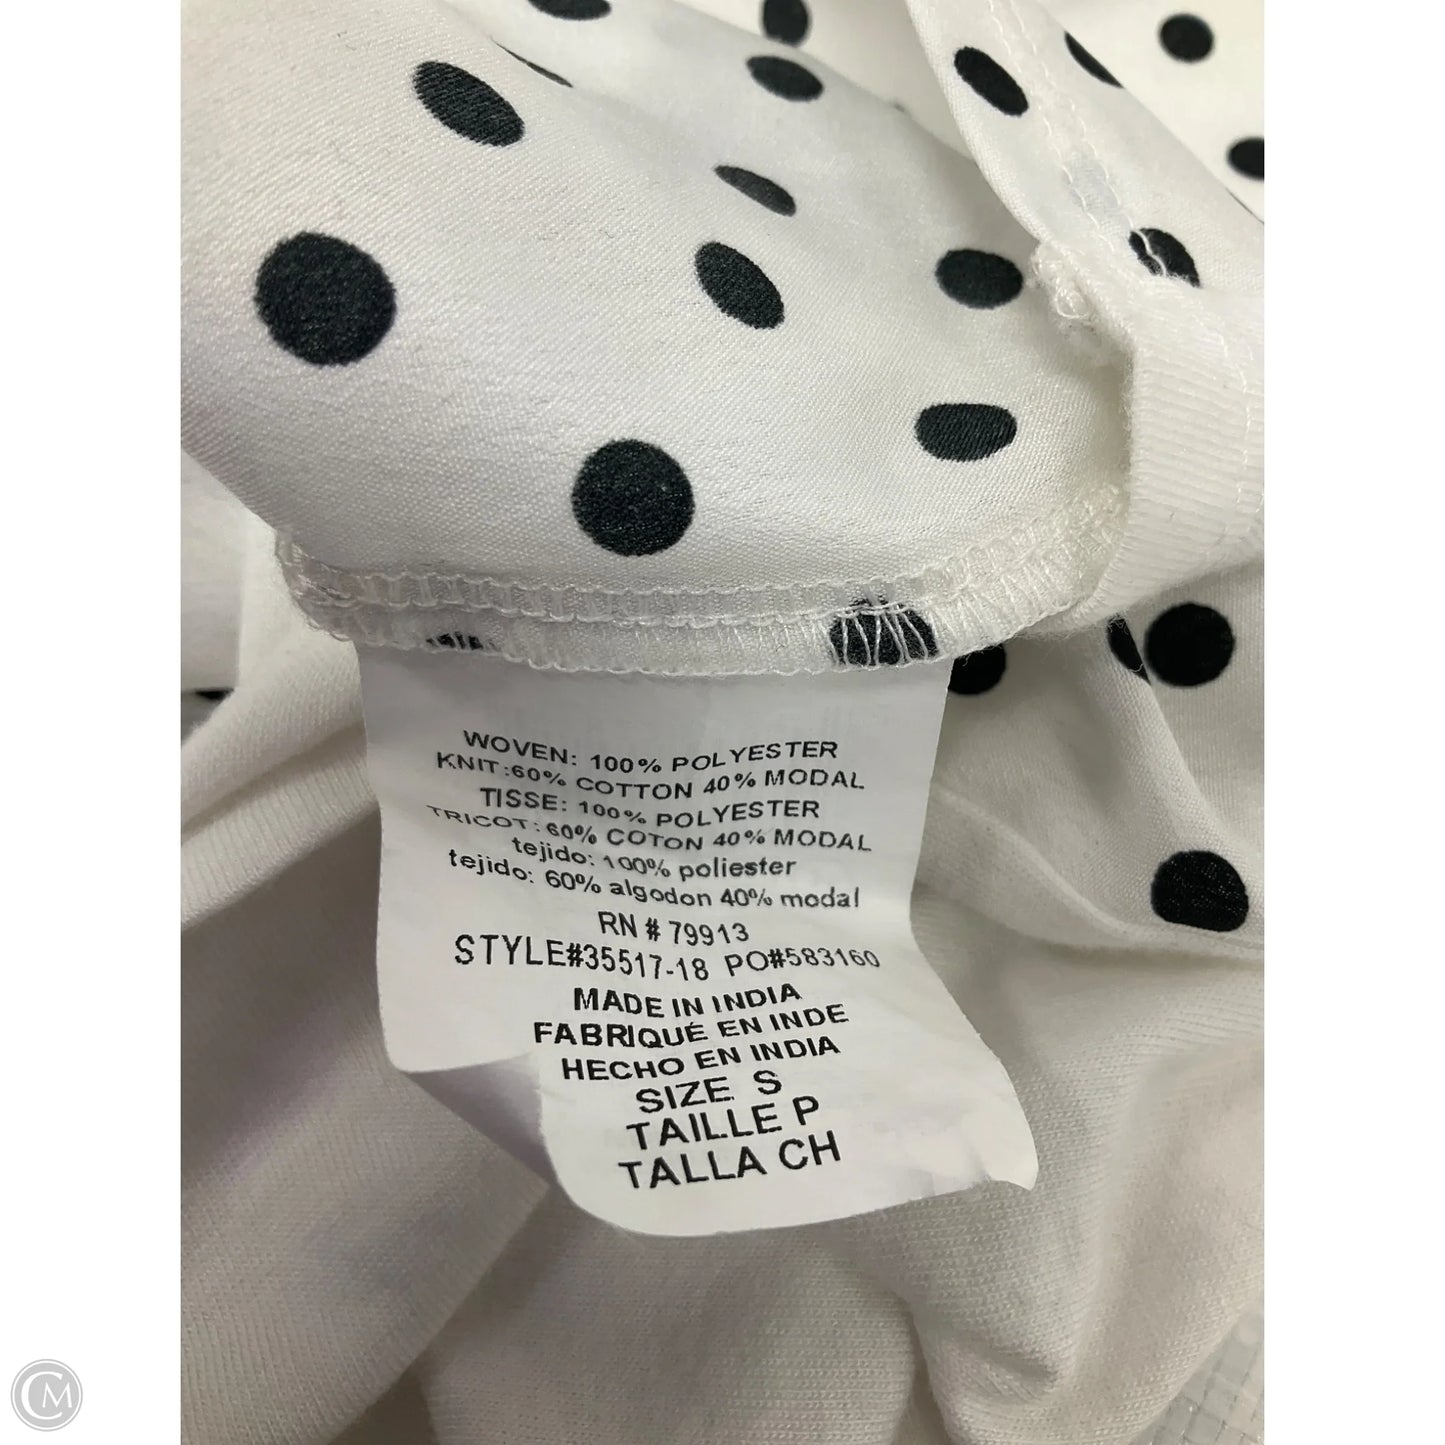 WOVEN: 100% POLYESTER
KNIT:60% COTTON 40% MODAL
TISSE: 100% POLYESTER
TRICOT: 60% COTON 40% MODAL
tejido: 100% poliester
tejido: 60% algodon 40% modal
RN # 79913
STYLE#35517-18 PO#583160
MADE IN INDIA
FABRIQUÉ EN INDE
HECHO EN INDIA
SIZE S
TAILLE P
TALLA CH
CM